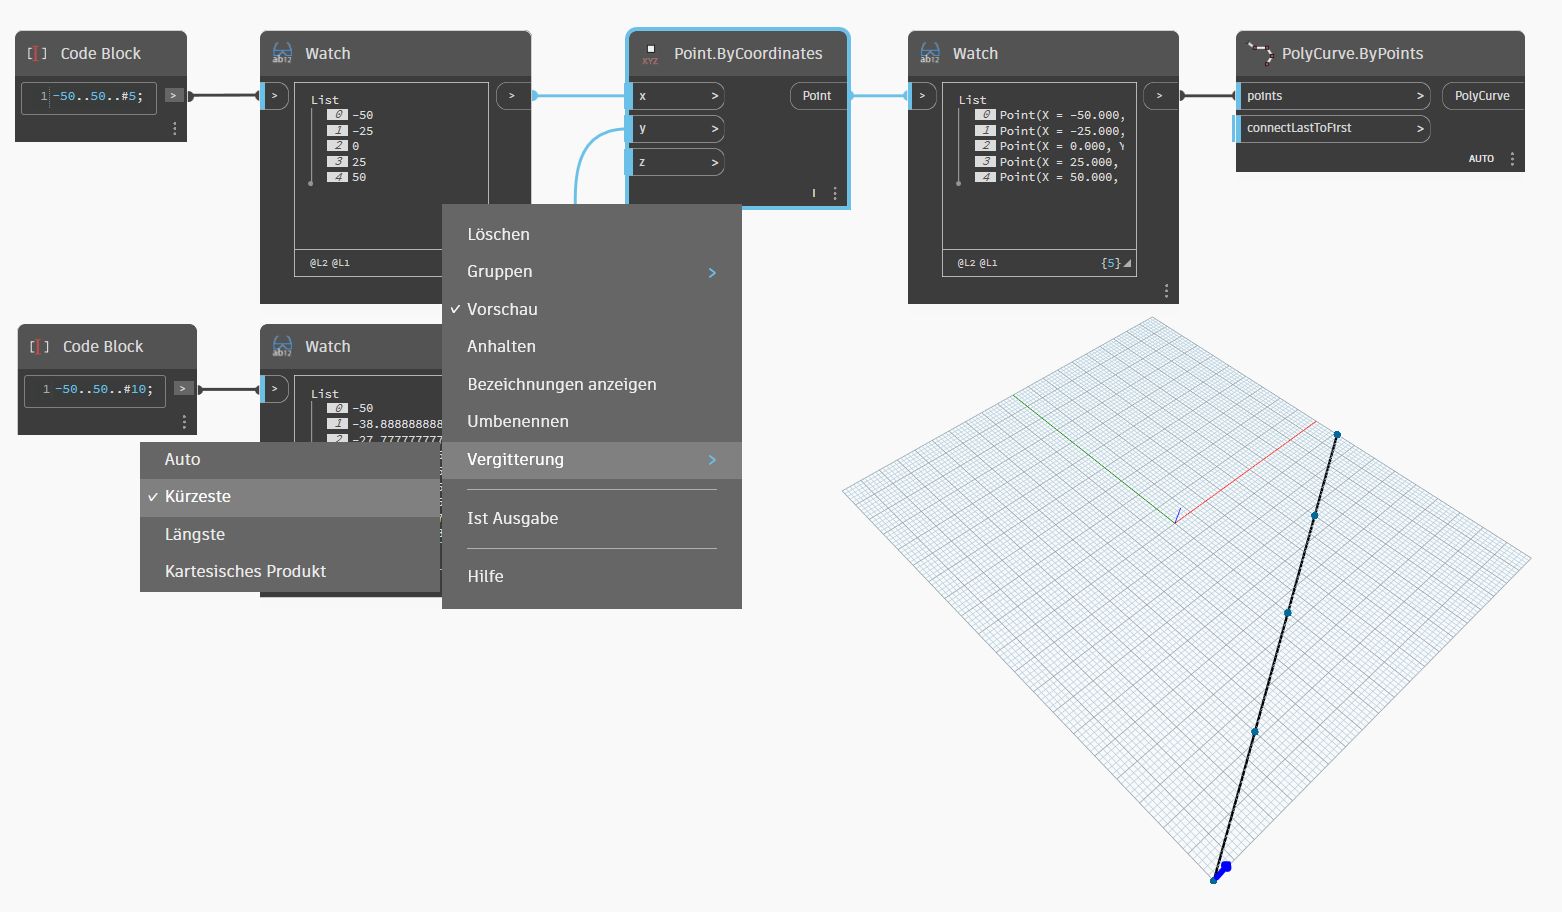 Code Block
1 -50..50..#5;
>
Watch
>
>
List
0 -50
1 -25
2 0
3 25
4 50
@L2 @L1
Point.ByCoordinates
XYZ
x >
y >
z >
Point
Watch
>
>
List
0 Point(X = -50.000,
1 Point(X = -25.000,
2 Point(X = 0.000, Y
3 Point(X = 25.000,
4 Point(X = 50.000,
@L2 @L1 {5}
PolyCurve.ByPoints
points >
connectLastToFirst >
PolyCurve
AUTO
Code Block
1 -50..50..#10;
>
Watch
>
List
0 -50
1 -38.888888888
2 -27.777777777
Löschen
Gruppen >
✓ Vorschau
Anhalten
Bezeichnungen anzeigen
Umbenennen
Vergitterung >
Ist Ausgabe
Hilfe
Auto
✓ Kürzeste
Längste
Kartesisches Produkt